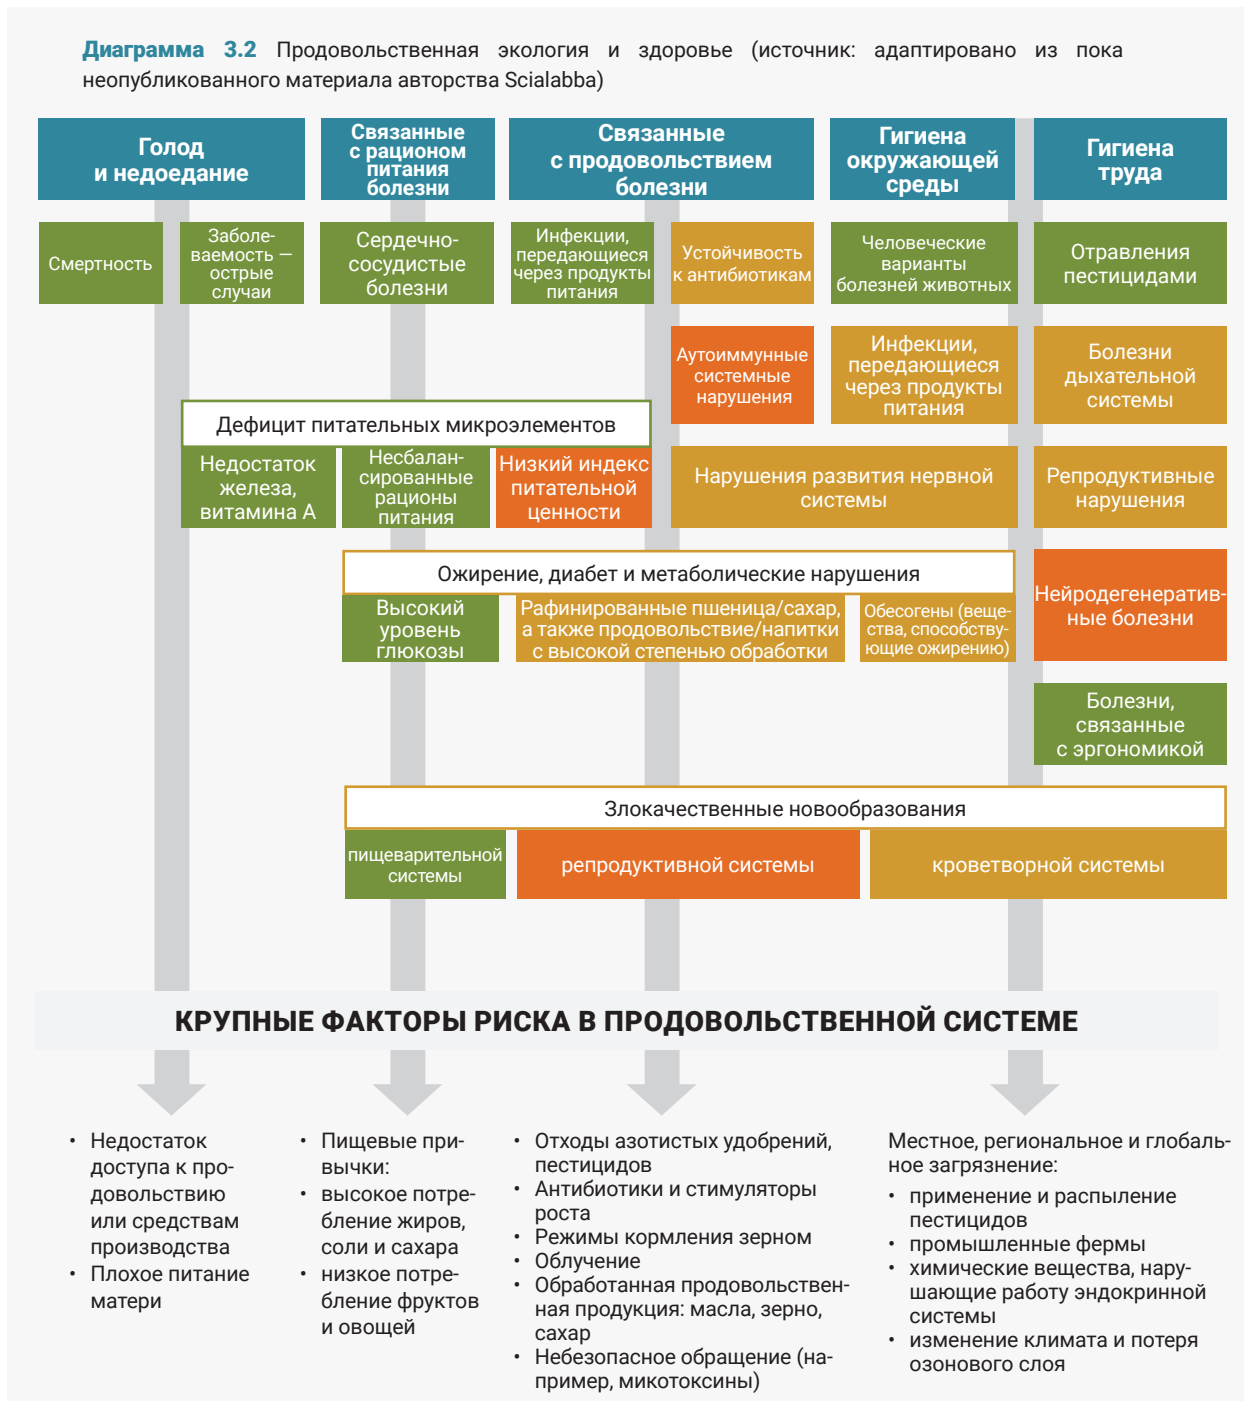 Диаграмма 3.2 Продовольственная экология и здоровье (источник: адаптировано из пока
неопубликованного материала авторства Scialabba)
Голод
и недоедание
Связанные
с рационом
питания
болезни
Связанные
с продовольствием
болезни
Гигиена
окружающей
среды
Гигиена
труда
Смертность
Заболе-
ваемость —
острые
случаи
Сердечно-
сосудистые
болезни
Инфекции,
передающиеся
через продукты
питания
Устойчивость
к антибиотикам
Человеческие
варианты
болезней животных
Отравления
пестицидами
Аутоиммунные
системные
нарушения
Инфекции,
передающиеся
через продукты
питания
Болезни
дыхательной
системы
Дефицит питательных микроэлементов
Недостаток
железа,
витамина А
Несбалан-
сированные
рационы
питания
Низкий индекс
питательной
ценности
Нарушения развития нервной
системы
Репродуктивные
нарушения
Ожирение, диабет и метаболические нарушения
Высокий
уровень
глюкозы
Рафинированные пшеница/сахар,
а также продовольствие/напитки
с высокой степенью обработки
Обесогены (веще-
ства, способству-
ющие ожирению)
Нейродегенератив-
ные болезни
Болезни,
связанные
с эргономикой
Злокачественные новообразования
пищеварительной
системы
репродуктивной системы
кроветворной системы
КРУПНЫЕ ФАКТОРЫ РИСКА В ПРОДОВОЛЬСТВЕННОЙ СИСТЕМЕ
• Недостаток
доступа к про-
довольствию
или средствам
производства
• Плохое питание
матери
• Пищевые при-
вычки:
• высокое потре-
бление жиров,
соли и сахара
• низкое потре-
бление фруктов
и овощей
• Отходы азотистых удобрений,
пестицидов
• Антибиотики и стимуляторы
роста
• Режимы кормления зерном
• Облучение
• Обработанная продовольствен-
ная продукция: масла, зерно,
сахар
• Небезопасное обращение (на-
пример, микотоксины)
Местное, региональное и глобаль-
ное загрязнение:
• применение и распыление
пестицидов
• промышленные фермы
• химические вещества, нару-
шающие работу эндокринной
системы
• изменение климата и потеря
озонового слоя